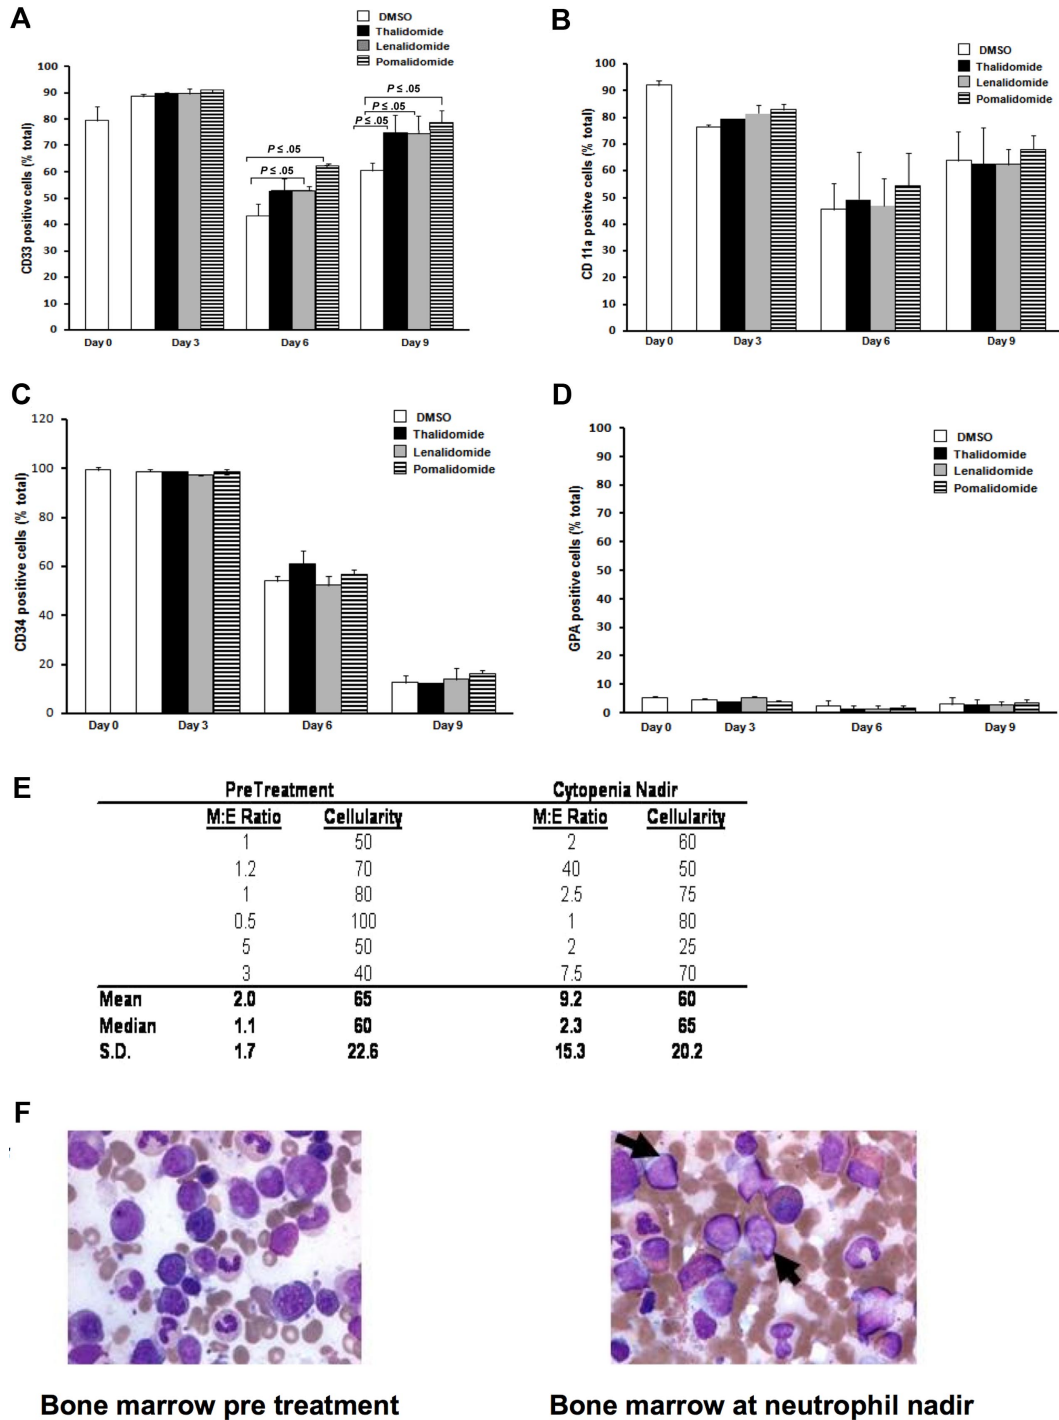 A
DMSO
Thalidomide
Lenalidomide
Pomalidomide
CD33 positive cells (% total)
100
90
80
70
60
50
40
30
20
10
0
P ≤ .05
P ≤ .05
P ≤ .05
P ≤ .05
P ≤ .05
Day 0 Day 3 Day 6 Day 9
B
DMSO
Thalidomide
Lenalidomide
Pomalidomide
CD 11a positve cells (% total)
100
90
80
70
60
50
40
30
20
10
0
Day 0 Day 3 Day 6 Day 9
C
DMSO
Thalidomide
Lenalidomide
Pomalidomide
CD34 positive cells (% total)
120
100
80
60
40
20
0
Day 0 Day 3 Day 6 Day 9
D
DMSO
Thalidomide
Lenalidomide
Pomalidomide
GPA positive cells (% total)
100
90
80
70
60
50
40
30
20
10
0
Day 0 Day 3 Day 6 Day 9
E
PreTreatment Cytopenia Nadir
M:E Ratio Cellularity M:E Ratio Cellularity
1 50 2 60
1.2 70 40 50
1 80 2.5 75
0.5 100 1 80
5 50 2 25
3 40 7.5 70
Mean 2.0 65 9.2 60
Median 1.1 60 2.3 65
S.D. 1.7 22.6 15.3 20.2
F
Bone marrow pre treatment
Bone marrow at neutrophil nadir